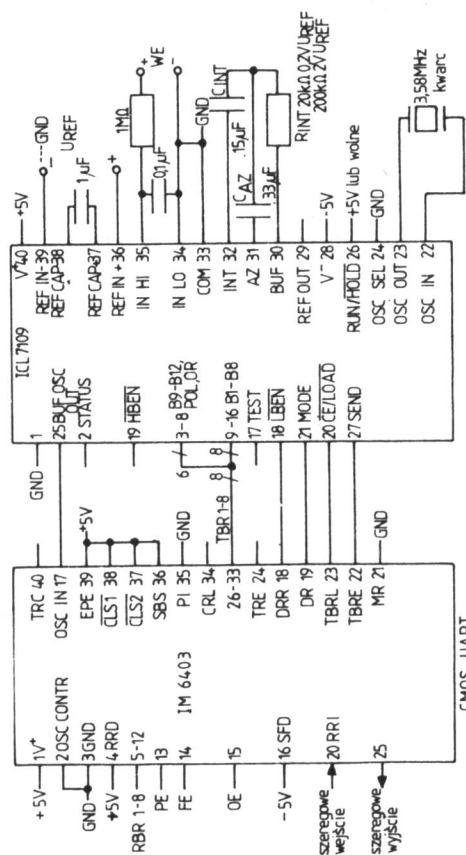 ICL7109
GND
1
25 BUF OSC OUT
2 STATUS
19 HBEN
3-8 B9-B12, POL, OR
6
8
8
TBR 1-8
9-16 B1-B8
17 TEST
18 LBEN
21 MODE
20 CE/LOAD
27 SEND
V+40
+5V
REF IN-39
----GND
REF CAP-38
UREF
1µF
REF CAP-37
REF IN +36
+
IN HI 35
1MΩ
+
WE
-
0,1µF
IN LO 34
COM 33
GND
INT 32
CINT
.15µF
AZ 31
CAZ
.33µF
BUF 30
RINT 20kΩ 0,2V UREF
200kΩ 2V UREF
REF OUT 29
V- 28
-5V
RUN/HOLD 26
+5V lub wolne
OSC SEL 24
GND
OSC OUT 23
OSC IN 22
3,58MHz
kwarc
IM 6403
CMOS UART
+5V
1V+
2 OSC CONTR
GND
3 GND
+5V
4 RRD
RBR 1-8
5-12
PE
13
FE
14
OE
15
-5V
16 SFD
szeregowe
wejście
20 RRI
szeregowe
wyjście
25
TRC 40
OSC IN 17
EPE 39
+5V
CLS1 38
CLS2 37
SBS 36
PI 35
GND
CRL 34
26-33
TRE 24
DRR 18
DR 19
TBRL 23
TBRE 22
MR 21
GND